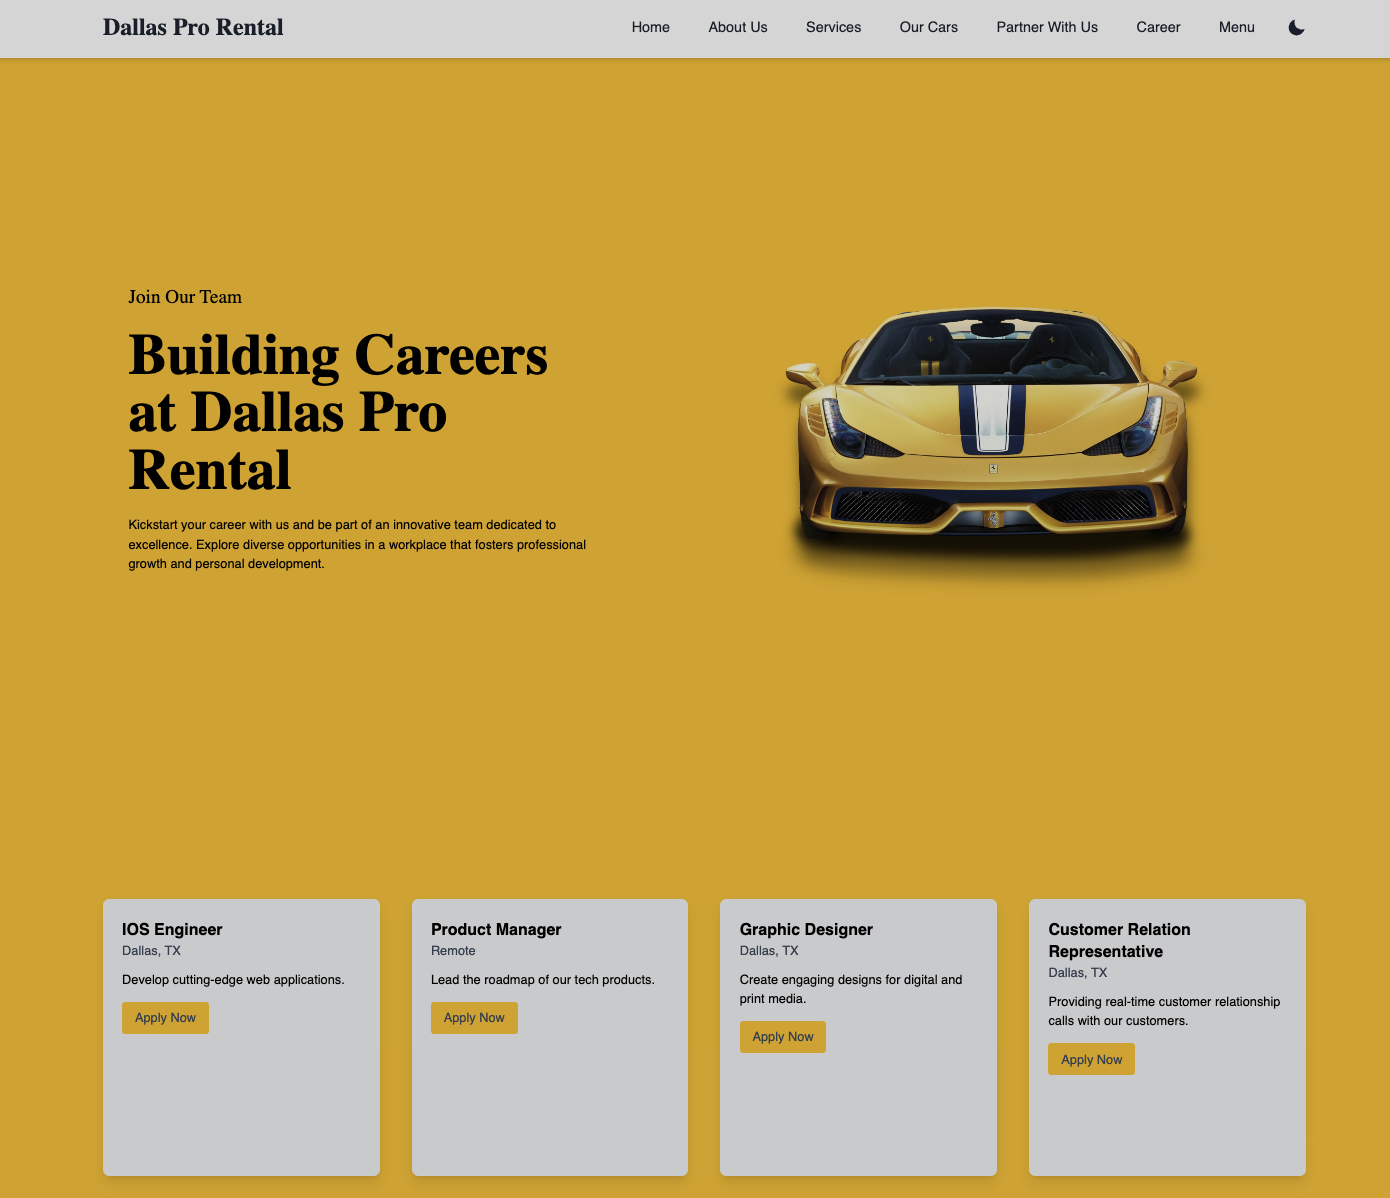 Dallas Pro Rental
Home
About Us
Services
Our Cars
Partner With Us
Career
Menu
Join Our Team
Building Careers
at Dallas Pro
Rental
Kickstart your career with us and be part of an innovative team dedicated to
excellence. Explore diverse opportunities in a workplace that fosters professional
growth and personal development.
IOS Engineer
Dallas, TX
Develop cutting-edge web applications.
Apply Now
Product Manager
Remote
Lead the roadmap of our tech products.
Apply Now
Graphic Designer
Dallas, TX
Create engaging designs for digital and
print media.
Apply Now
Customer Relation
Representative
Dallas, TX
Providing real-time customer relationship
calls with our customers.
Apply Now